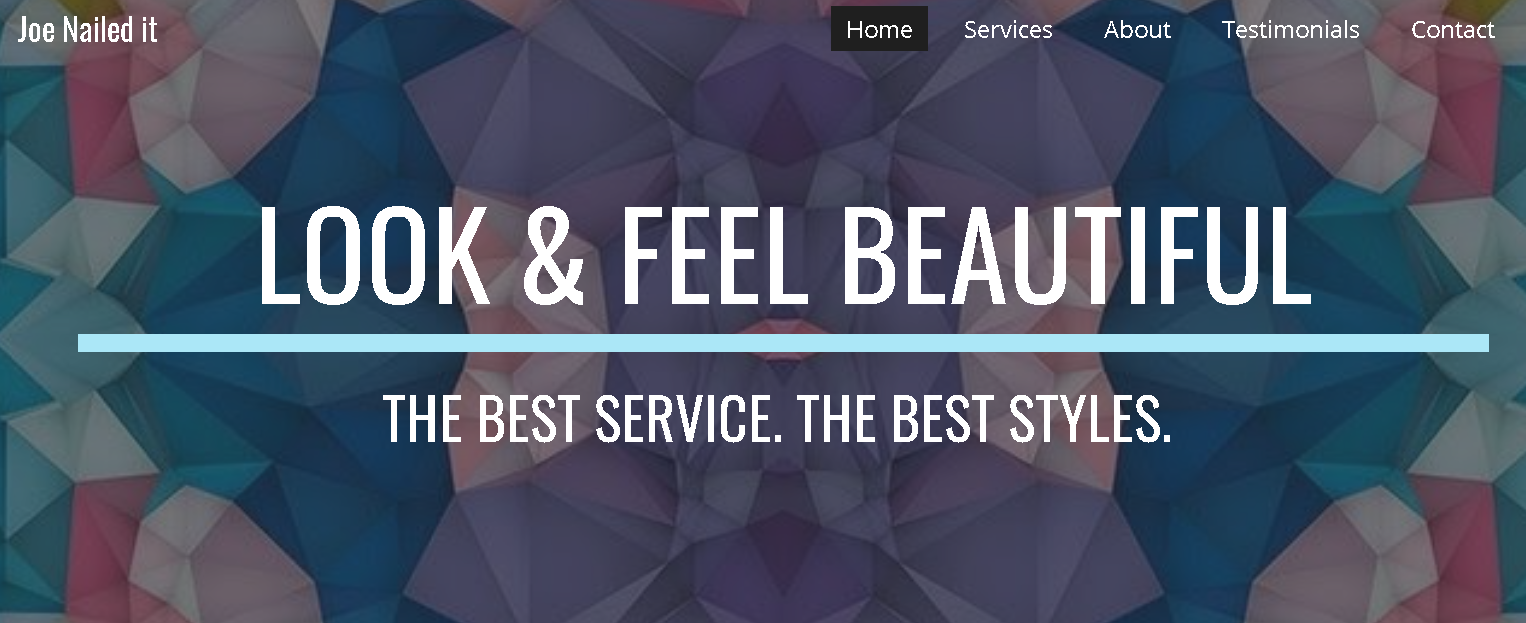 Joe Nailed it
Home Services About Testimonials Contact
LOOK & FEEL BEAUTIFUL
THE BEST SERVICE. THE BEST STYLES.